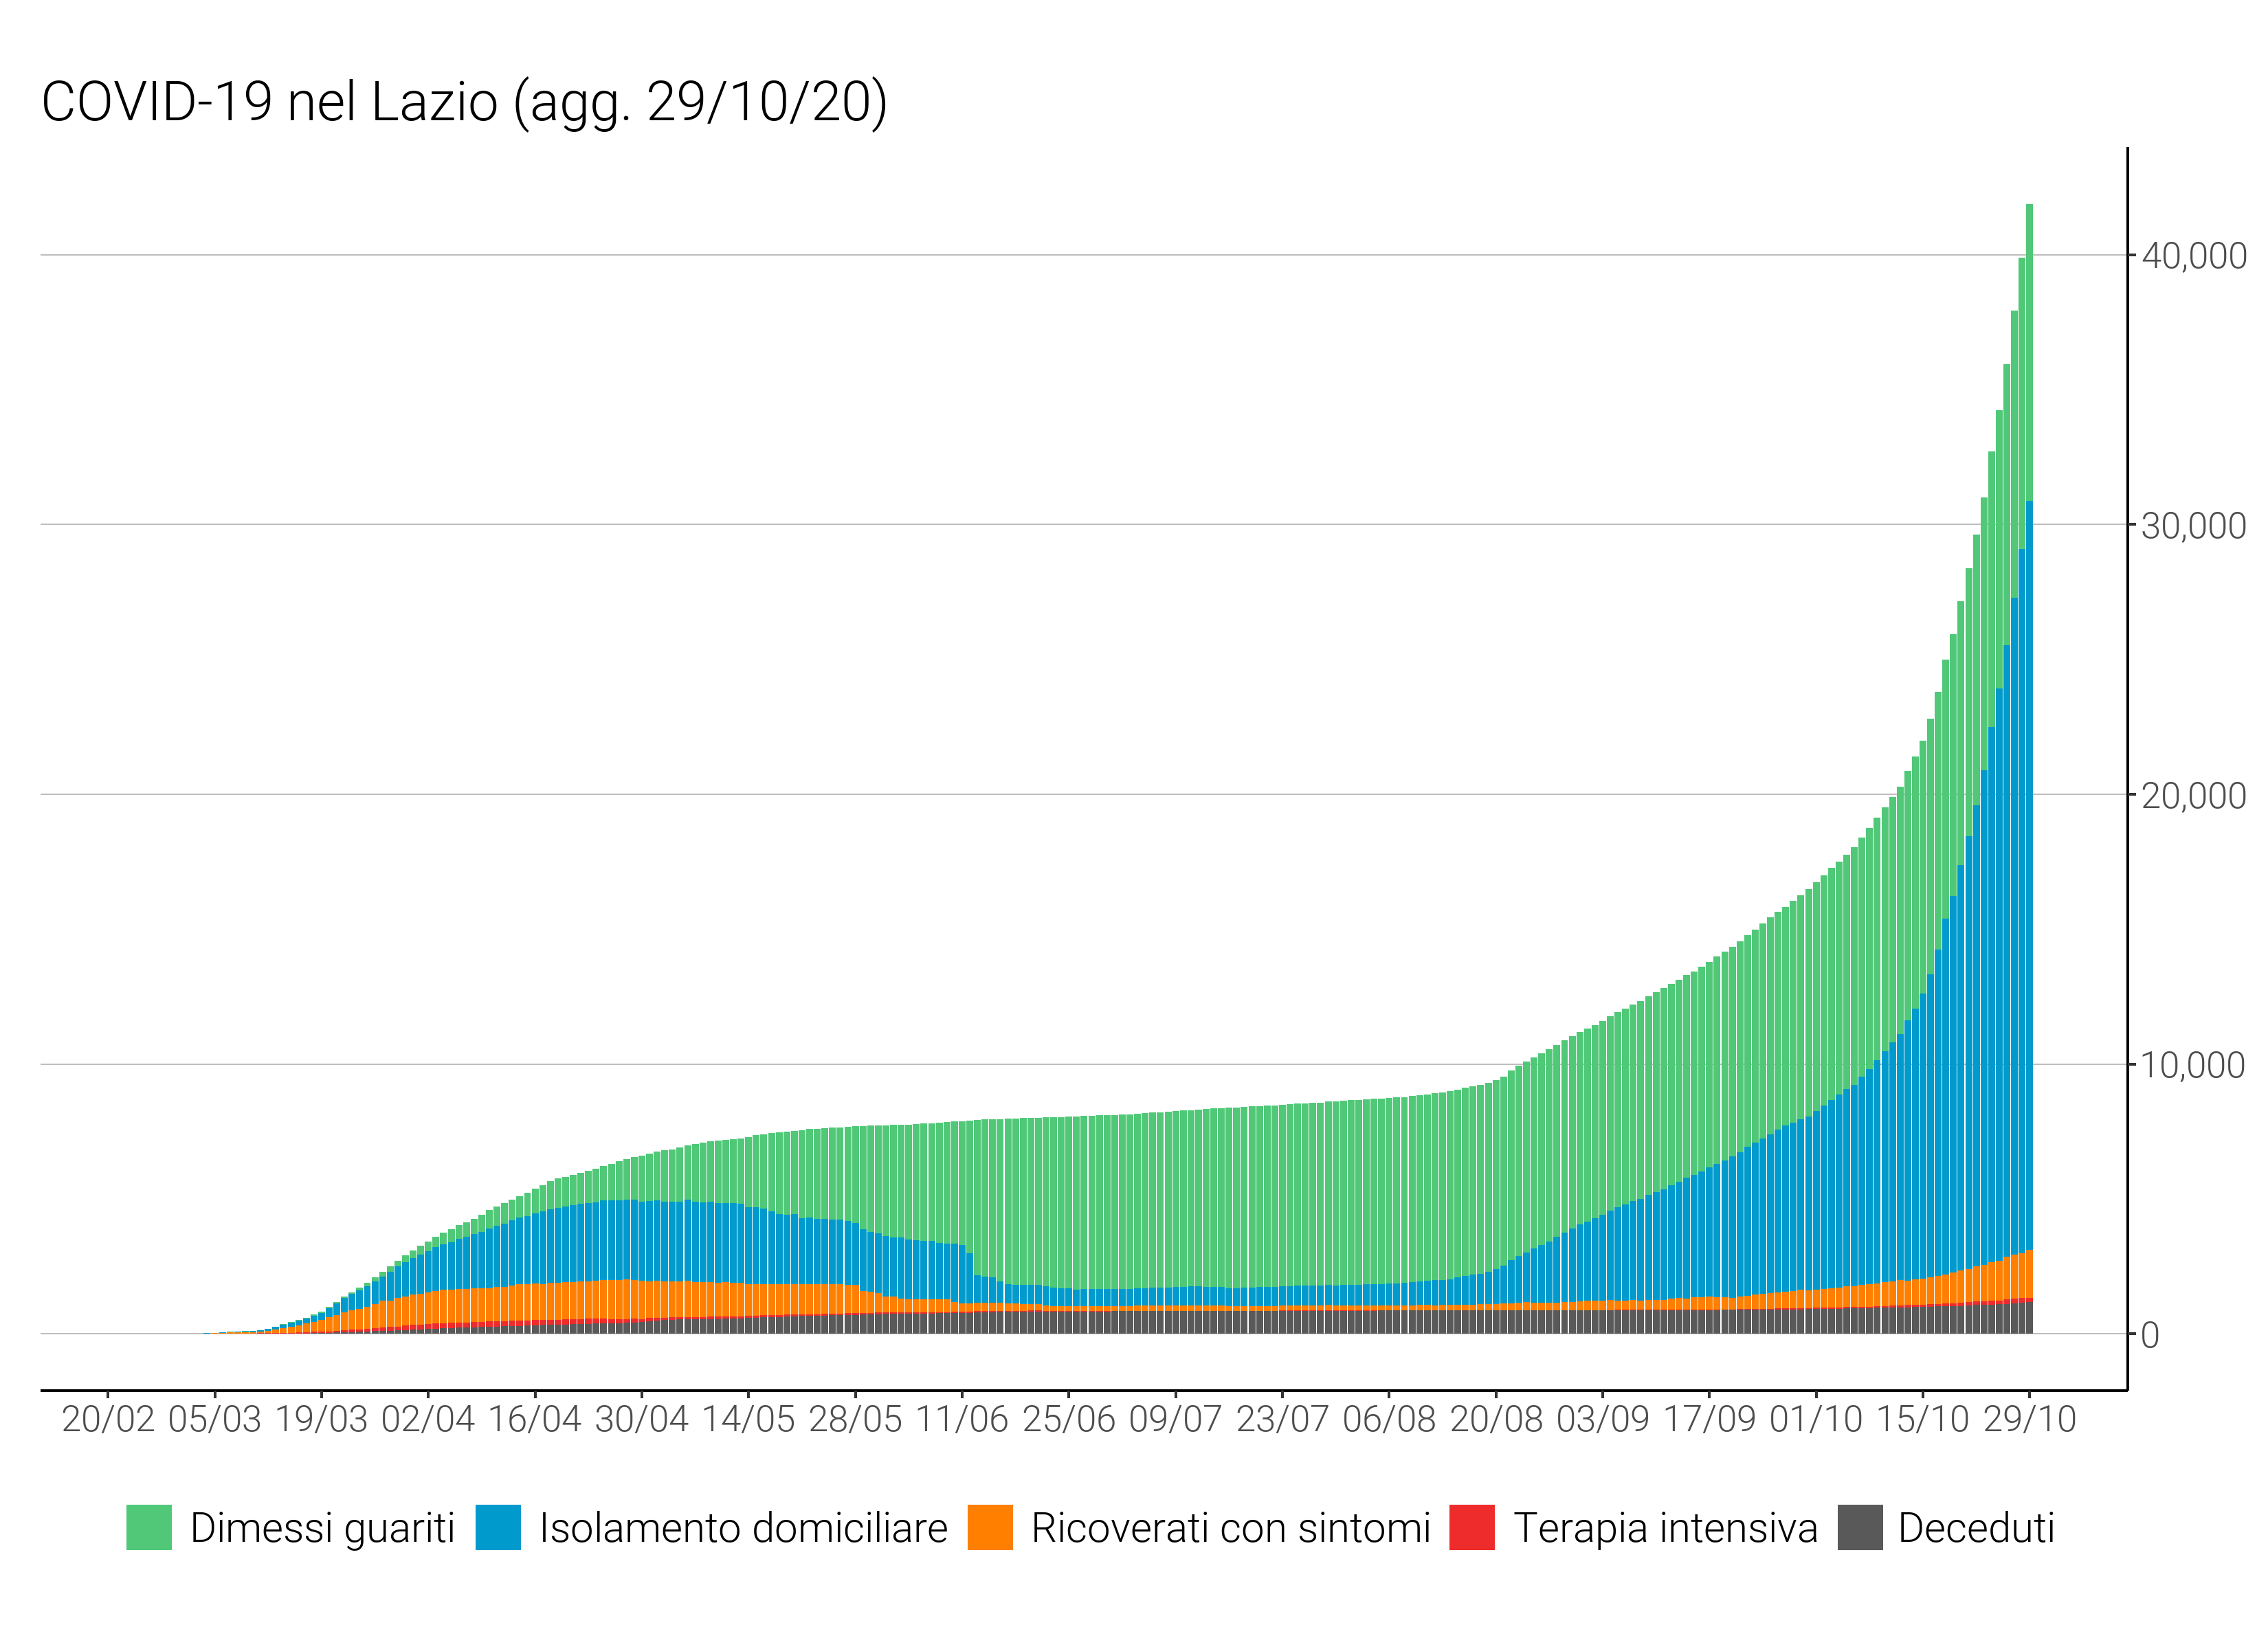 COVID-19 nel Lazio (agg. 29/10/20)
40,000
30,000
20,000
10,000
0
20/02 05/03 19/03 02/04 16/04 30/04 14/05 28/05 11/06 25/06 09/07 23/07 06/08 20/08 03/09 17/09 01/10 15/10 29/10
Dimessi guariti Isolamento domiciliare Ricoverati con sintomi Terapia intensiva Deceduti